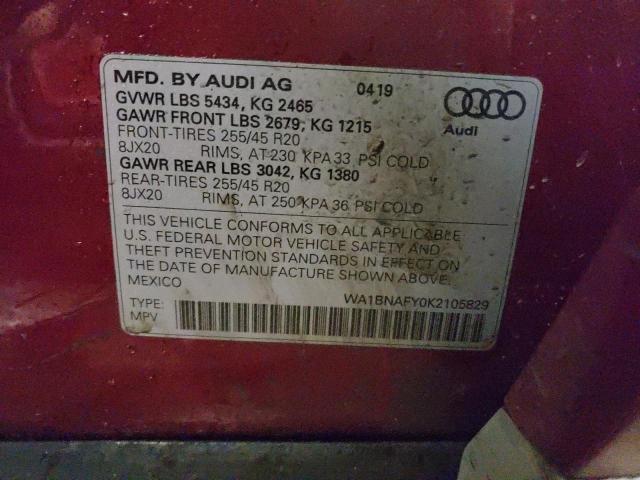 MFD. BY AUDI AG 0419
GVWR LBS 5434, KG 2465
GAWR FRONT LBS 2679, KG 1215
FRONT-TIRES 255/45 R20
8JX20 RIMS, AT 230 KPA 33 PSI COLD
GAWR REAR LBS 3042, KG 1380
REAR-TIRES 255/45 R20
8JX20 RIMS, AT 250 KPA 36 PSI COLD
Audi
THIS VEHICLE CONFORMS TO ALL APPLICABLE
U.S. FEDERAL MOTOR VEHICLE SAFETY AND
THEFT PREVENTION STANDARDS IN EFFECT ON
THE DATE OF MANUFACTURE SHOWN ABOVE.
MEXICO
WA1BNAFY0K2105829
TYPE:
MPV